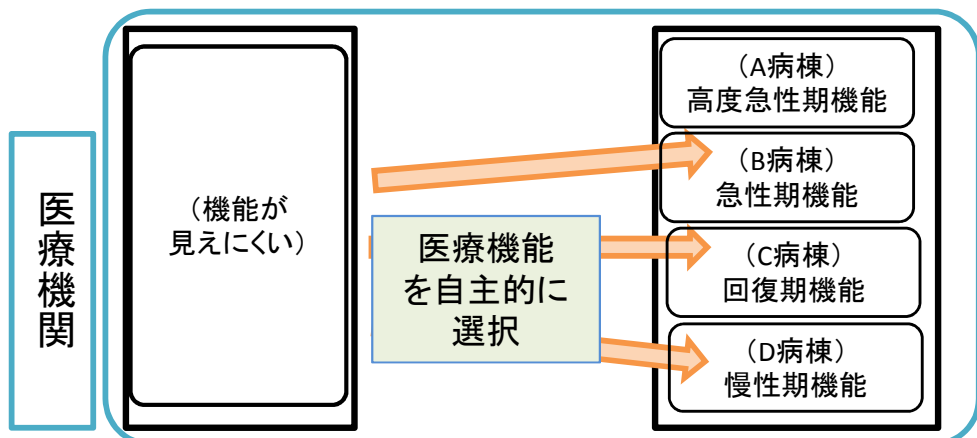 医療機関
（機能が
見えにくい）
医療機能
を自主的に
選択
（A病棟）
高度急性期機能
（B病棟）
急性期機能
（C病棟）
回復期機能
（D病棟）
慢性期機能